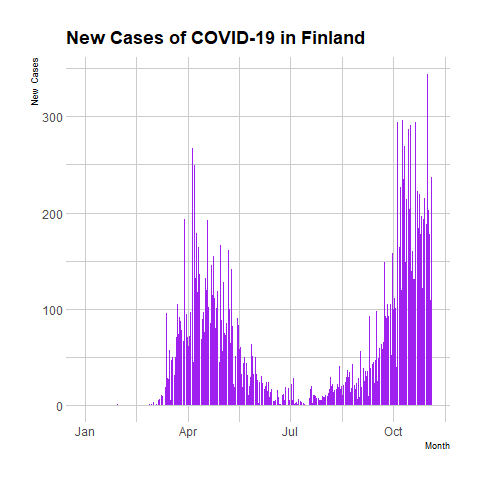 New Cases of COVID-19 in Finland
New Cases
300
200
100
0
Jan Apr Jul Oct
Month